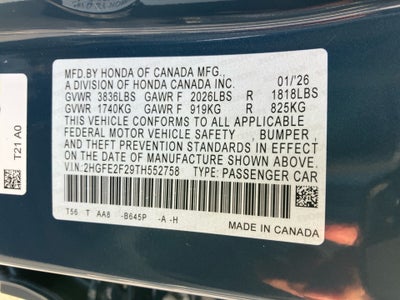 MFD.BY HONDA OF CANADA MFG.,
A DIVISION OF HONDA CANADA INC. 01/'26
GVWR 3836LBS GAWR F 2026LBS R 1818LBS
GVWR 1740KG GAWR F 919KG R 825KG
THIS VEHICLE CONFORMS TO ALL APPLICABLE
FEDERAL MOTOR VEHICLE SAFETY , BUMPER ,
AND THEFT PREVENTION STANDARDS IN EFFECT
ON THE DATE OF MANUFACTURE SHOWN ABOVE.
V.I.N:2HGFE2F29TH552758 TYPE:PASSENGER CAR
T56 T AA8 -B645P -A -H
MADE IN CANADA
T21 A0